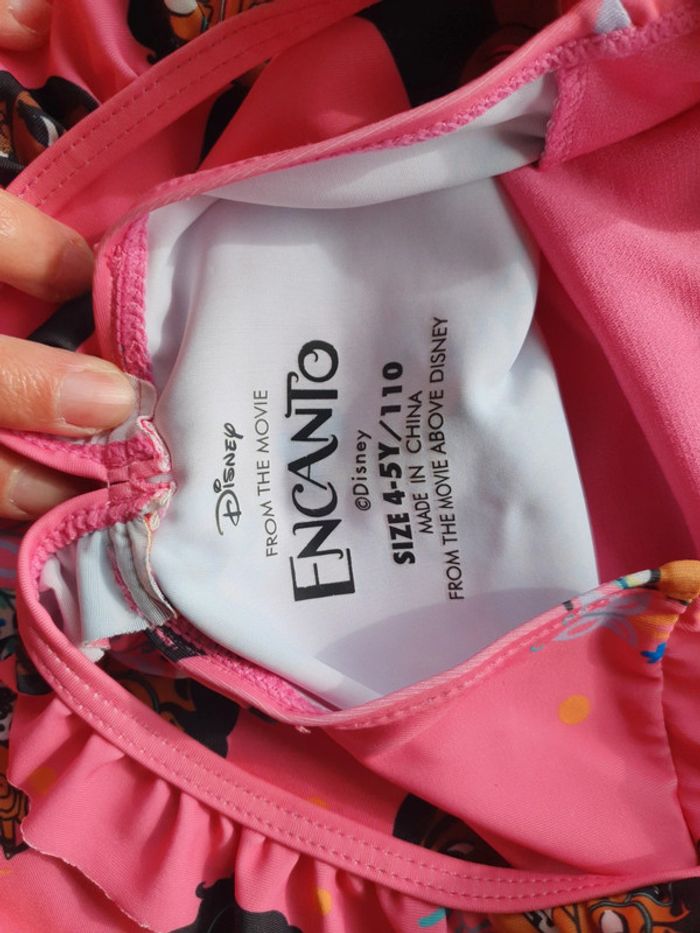 Disney
FROM THE MOVIE
ENCANTO
©Disney
SIZE 4-5Y/110
MADE IN CHINA
FROM THE MOVIE ABOVE DISNEY